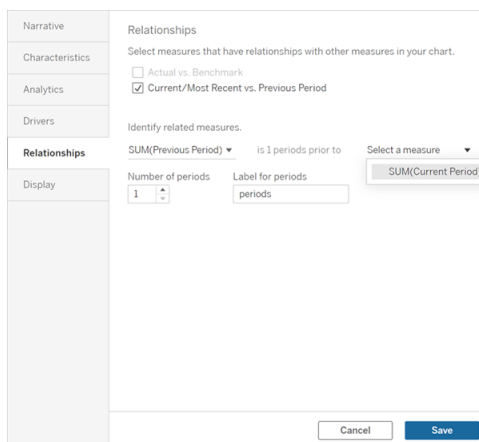 Narrative
Characteristics
Analytics
Drivers
Relationships
Display
Relationships
Select measures that have relationships with other measures in your chart.
Actual vs. Benchmark
Current/Most Recent vs. Previous Period
Identify related measures.
SUM(Previous Period) is 1 periods prior to Select a measure
SUM(Current Period)
Number of periods Label for periods
1 periods
Cancel Save